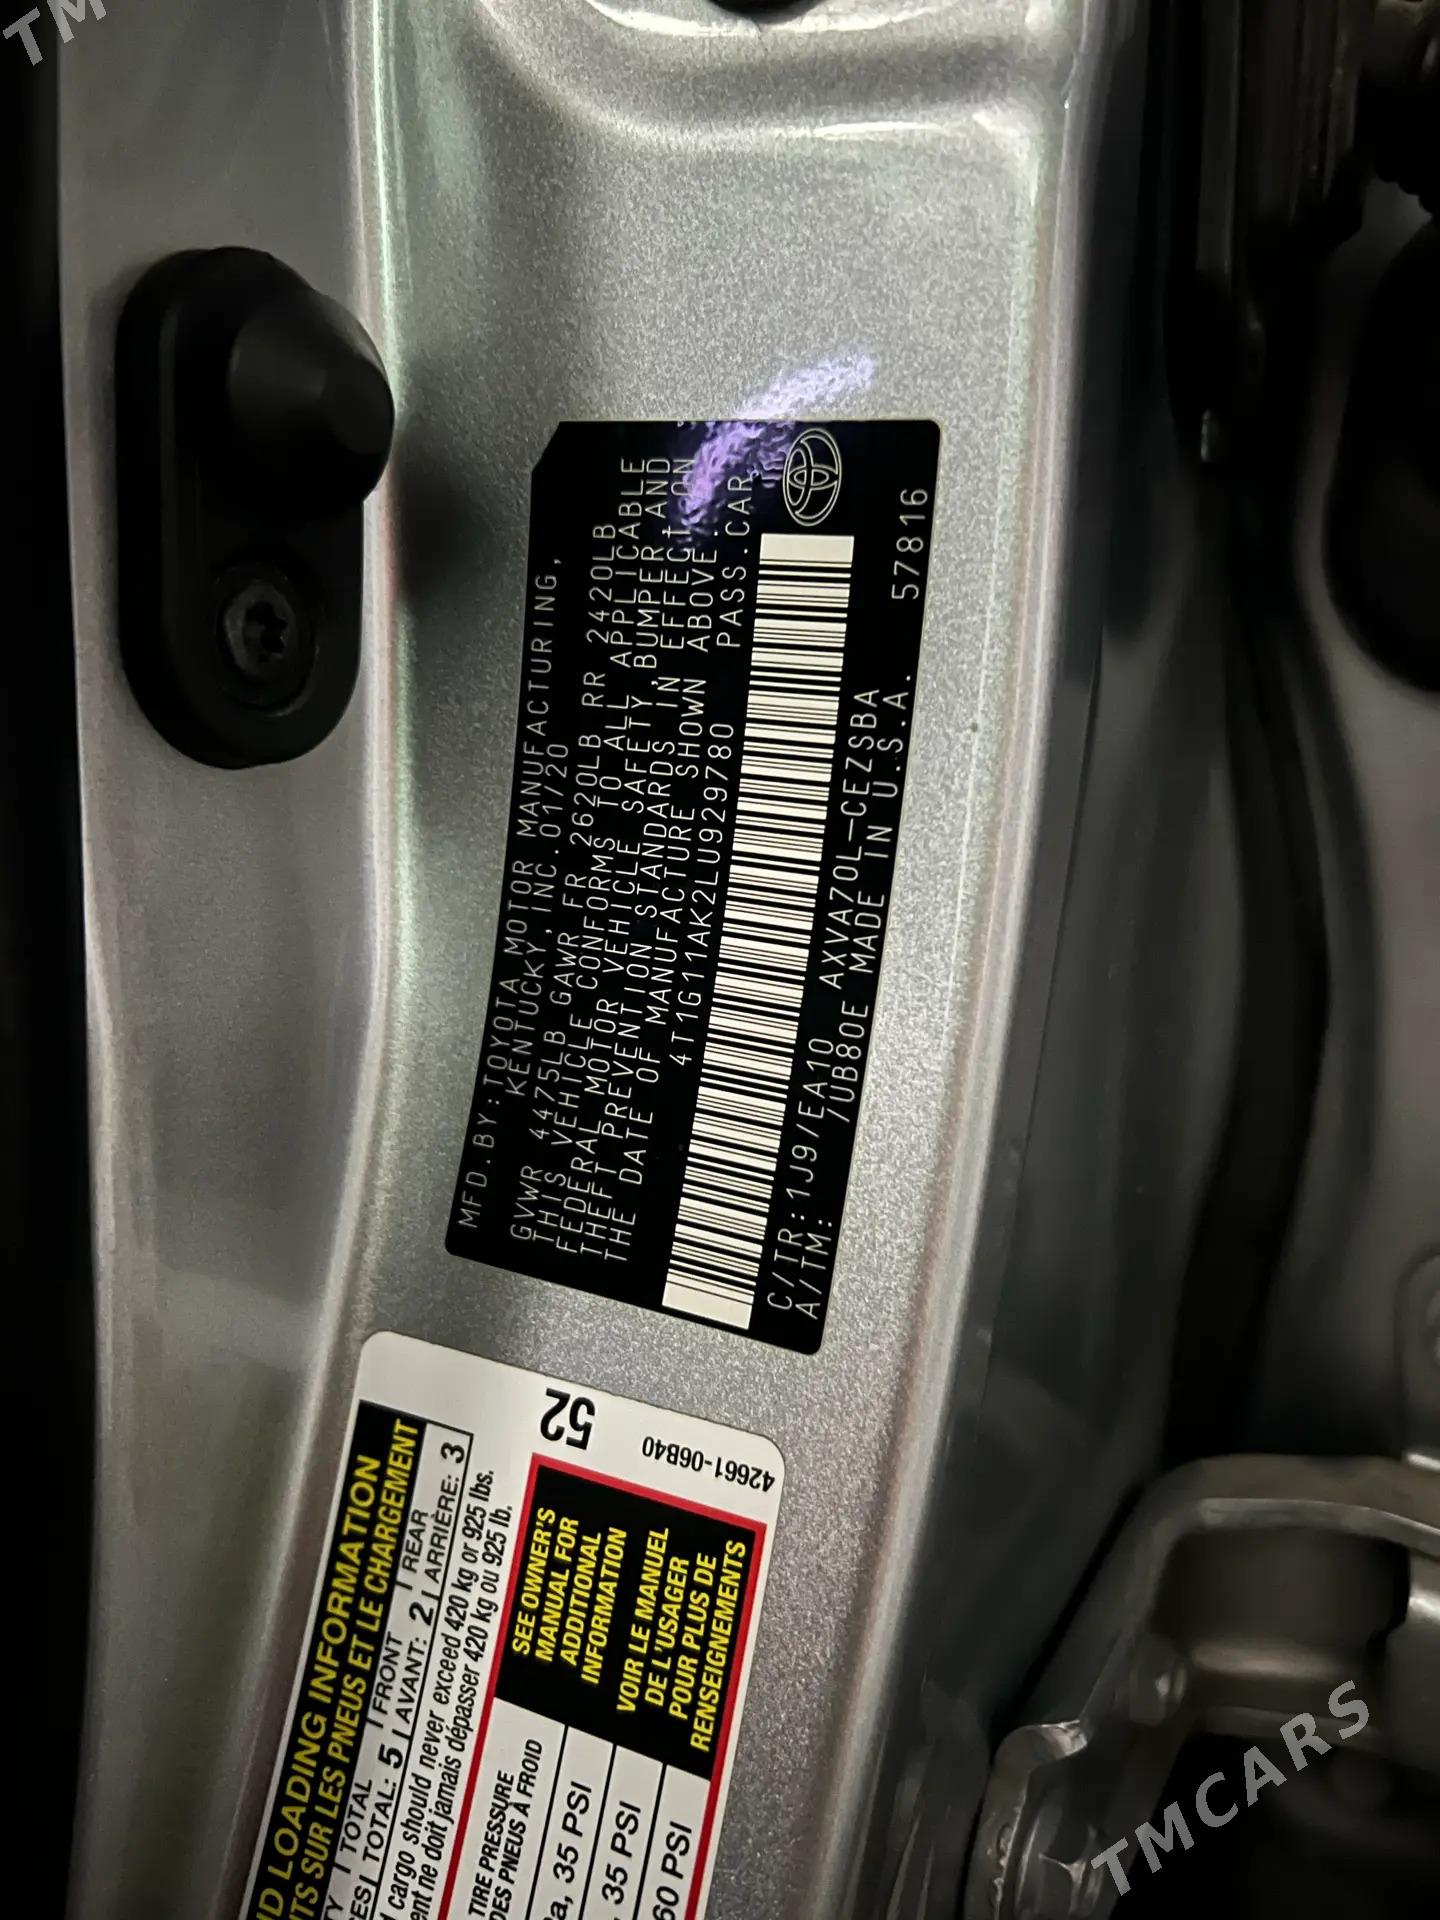 TM
MFD.BY:TOYOTA MOTOR MANUFACTURING,
KENTUCKY,INC.01/20
GVWR 4475LB GAWR FR 2620LB RR 2420LB
THIS VEHICLE CONFORMS TO ALL APPLICABLE
FEDERAL MOTOR VEHICLE SAFETY,BUMPER AND
THEFT PREVENTION STANDARDS IN EFFECT ON
THE DATE OF MANUFACTURE SHOWN ABOVE.
4T1G11AK2LU929780 PASS.CAR
C/TR:1J9/EA10 AXVA70L-CEZSBA
A/TM: /UB80E MADE IN U.S.A. 57816
52
42661-06B40
ND LOADING INFORMATION
NTS SUR LES PNEUS ET LE CHARGEMENT
TOTAL FRONT REAR
TOTAL: 5 AVANT: 2 ARRIÈRE: 3
d cargo should never exceed 420 kg or 925 lbs.
ent ne doit jamais dépasser 420 kg ou 925 lb.
TIRE PRESSURE
DES PNEUS À FROID
35 PSI
35 PSI
60 PSI
SEE OWNER'S
MANUAL FOR
ADDITIONAL
INFORMATION
VOIR LE MANUEL
DE L'USAGER
POUR PLUS DE
RENSEIGNEMENTS
TMCARS